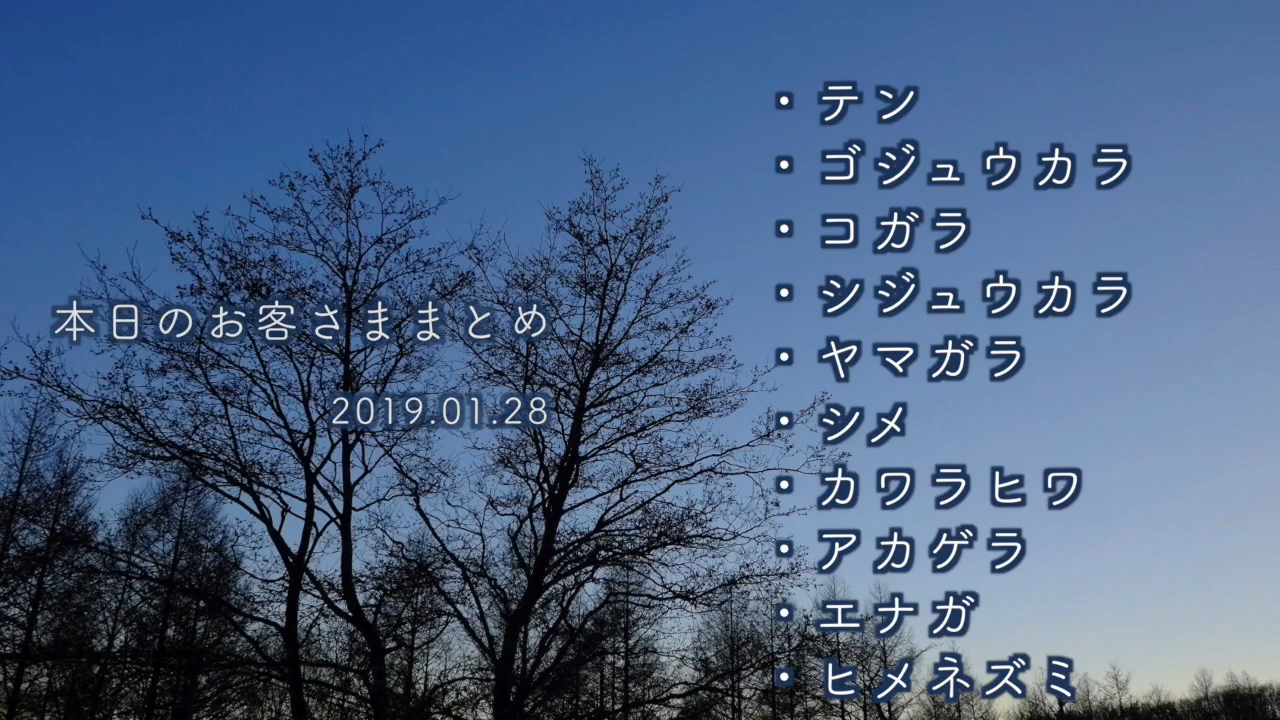 本日のお客さままとめ
2019.01.28
・テン
・ゴジュウカラ
・コガラ
・シジュウカラ
・ヤマガラ
・シメ
・カワラヒワ
・アカゲラ
・エナガ
・ヒメネズミ